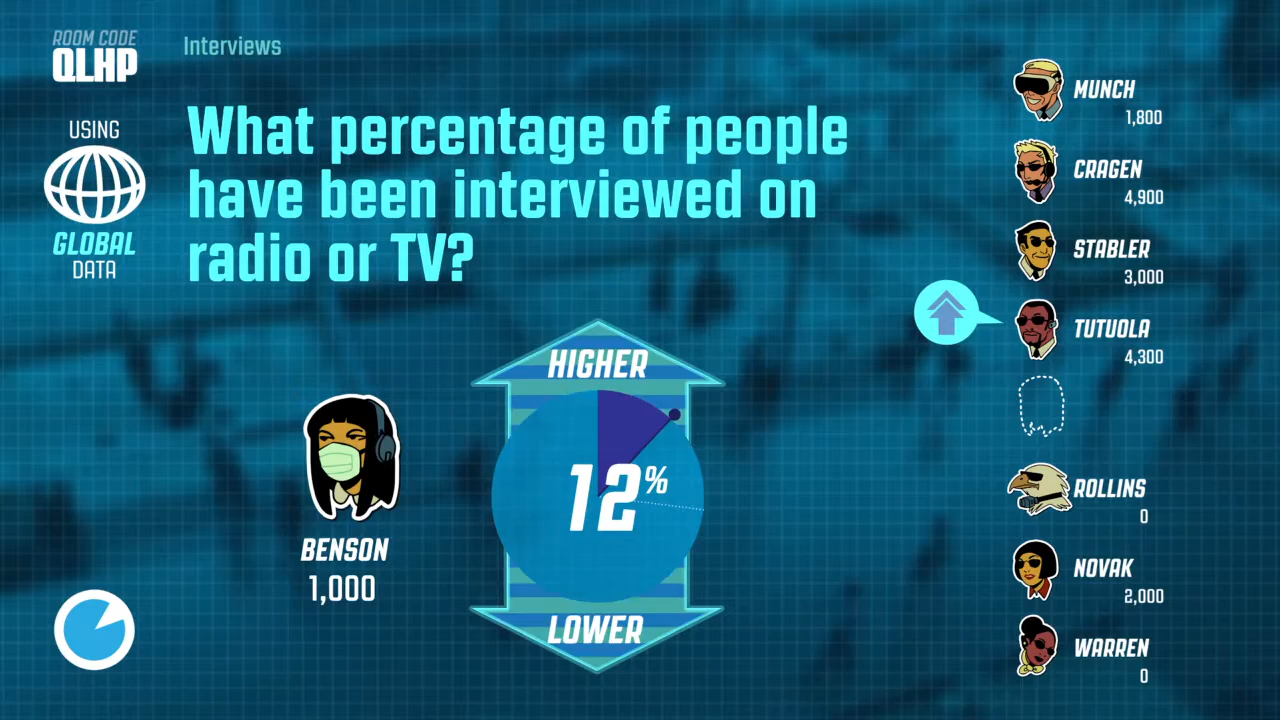 ROOM CODE
QLHP
Interviews
USING
GLOBAL
DATA
What percentage of people
have been interviewed on
radio or TV?
HIGHER
12%
LOWER
BENSON
1,000
MUNCH
1,800
CRAGEN
4,900
STABLER
3,000
TUTUOLA
4,300
ROLLINS
0
NOVAK
2,000
WARREN
0